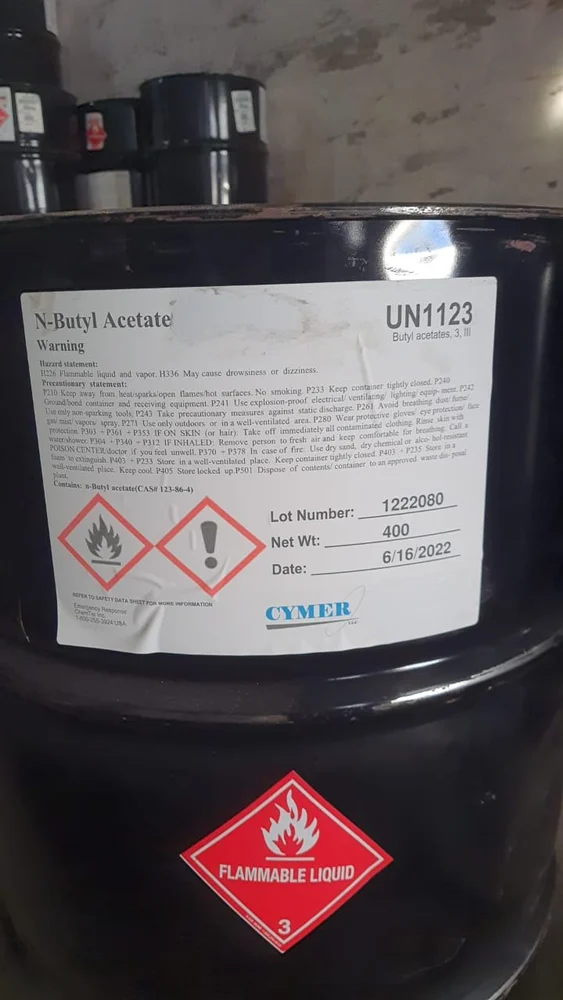 N-Butyl Acetate
UN1123
Butyl acetates, 3, III
Warning
Hazard statement:
H226 Flammable liquid and vapor. H336 May cause drowsiness or dizziness.
Precautionary statement:
P210 Keep away from heat/sparks/open flames/hot surfaces. No smoking. P233 Keep container tightly closed. P240
Ground/bond container and receiving equipment. P241 Use explosion-proof electrical/ ventilating/ lighting/ equip- ment. P242
Use only non-sparking tools. P243 Take precautionary measures against static discharge. P261 Avoid breathing dust/ fume/
gas/ mist/ vapors/ spray. P271 Use only outdoors or in a well-ventilated area. P280 Wear protective gloves/ eye protection/ face
protection. P303 + P361 + P353 IF ON SKIN (or hair): Take off immediately all contaminated clothing. Rinse skin with
water/shower. P304 + P340 + P312 IF INHALED: Remove person to fresh air and keep comfortable for breathing. Call a
POISON CENTER/doctor if you feel unwell. P370 + P378 In case of fire: Use dry sand, dry chemical or alco- hol-resistant
foam to extinguish. P403 + P233 Store in a well-ventilated place. Keep container tightly closed. P403 + P235 Store in a
well-ventilated place. Keep cool. P405 Store locked up.P501 Dispose of contents/ container to an approved waste dis- posal
plant.
Contains: n-Butyl acetate(CAS# 123-86-4)
Lot Number: 1222080
Net Wt: 400
Date: 6/16/2022
REFER TO SAFETY DATA SHEET FOR MORE INFORMATION
Emergency Response
ChemTel Inc.
1-800-255-3924 USA
CYMER
LLC
FLAMMABLE LIQUID
3